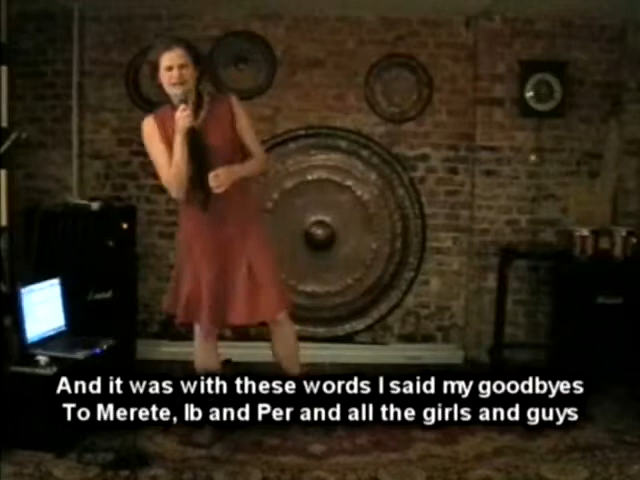 And it was with these words I said my goodbyes
To Merete, Ib and Per and all the girls and guys